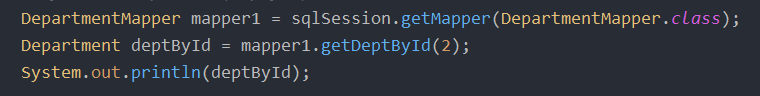 DepartmentMapper mapper1 = sqlSession.getMapper(DepartmentMapper.class);
Department deptById = mapper1.getDeptById(2);
System.out.println(deptById);